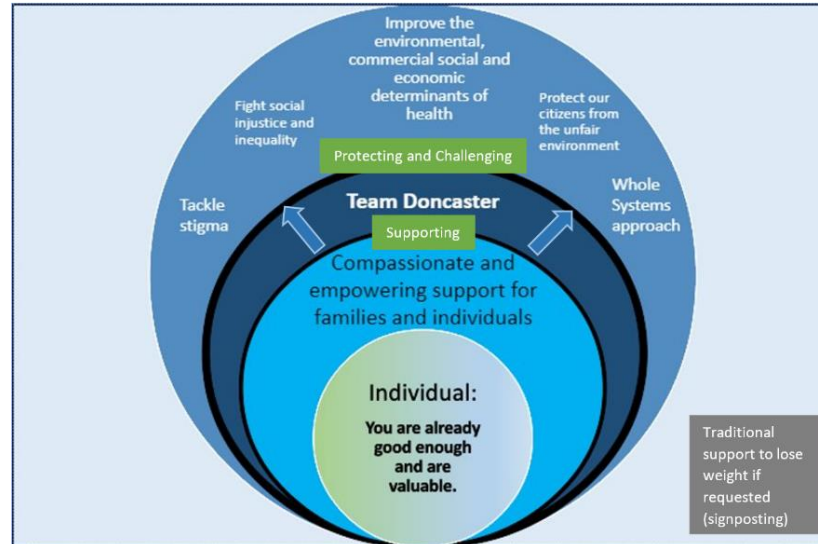 Improve the
environmental,
commercial social and
economic
determinants of
health
Fight social
injustice and
inequality
Protect our
citizens from
the unfair
environment
Protecting and Challenging
Tackle
stigma
Team Doncaster
Whole
Systems
approach
Supporting
Compassionate and
empowering support for
families and individuals
Individual:
You are already
good enough
and are
valuable.
Traditional
support to lose
weight if
requested
(signposting)